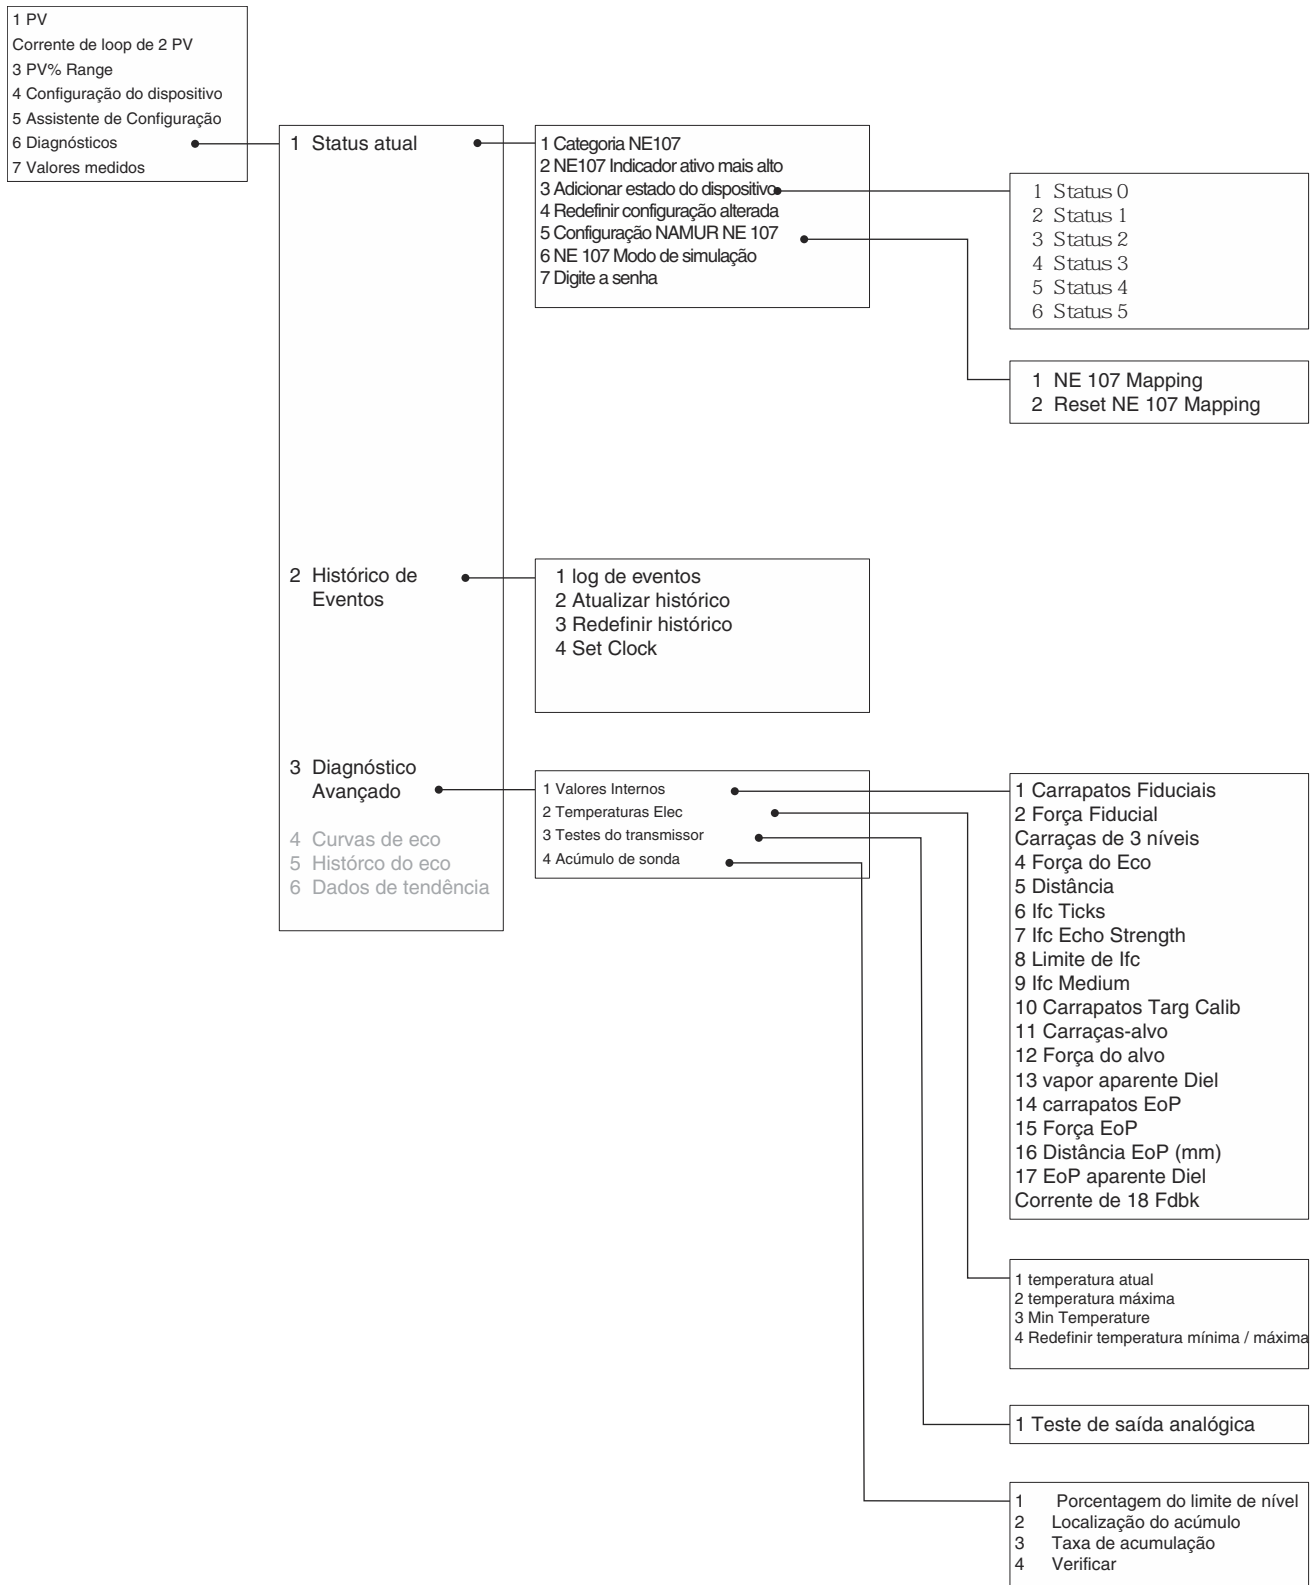 1 PV
Corrente de loop de 2 PV
3 PV% Range
4 Configuração do dispositivo
5 Assistente de Configuração
6 Diagnósticos
7 Valores medidos
1 Status atual
2 Histórico de
Eventos
3 Diagnóstico
Avançado
4 Curvas de eco
5 Histórco do eco
6 Dados de tendência
1 Categoria NE107
2 NE107 Indicador ativo mais alto
3 Adicionar estado do dispositivo
4 Redefinir configuração alterada
5 Configuração NAMUR NE 107
6 NE 107 Modo de simulação
7 Digite a senha
1 Status 0
2 Status 1
3 Status 2
4 Status 3
5 Status 4
6 Status 5
1 NE 107 Mapping
2 Reset NE 107 Mapping
1 log de eventos
2 Atualizar histórico
3 Redefinir histórico
4 Set Clock
1 Valores Internos
2 Temperaturas Elec
3 Testes do transmissor
4 Acúmulo de sonda
1 Carrapatos Fiduciais
2 Força Fiducial
Carraças de 3 níveis
4 Força do Eco
5 Distância
6 Ifc Ticks
7 Ifc Echo Strength
8 Limite de Ifc
9 Ifc Medium
10 Carrapatos Targ Calib
11 Carraças-alvo
12 Força do alvo
13 vapor aparente Diel
14 carrapatos EoP
15 Força EoP
16 Distância EoP (mm)
17 EoP aparente Diel
Corrente de 18 Fdbk
1 temperatura atual
2 temperatura máxima
3 Min Temperature
4 Redefinir temperatura mínima / máxima
1 Teste de saída analógica
1 Porcentagem do limite de nível
2 Localização do acúmulo
3 Taxa de acumulação
4 Verificar